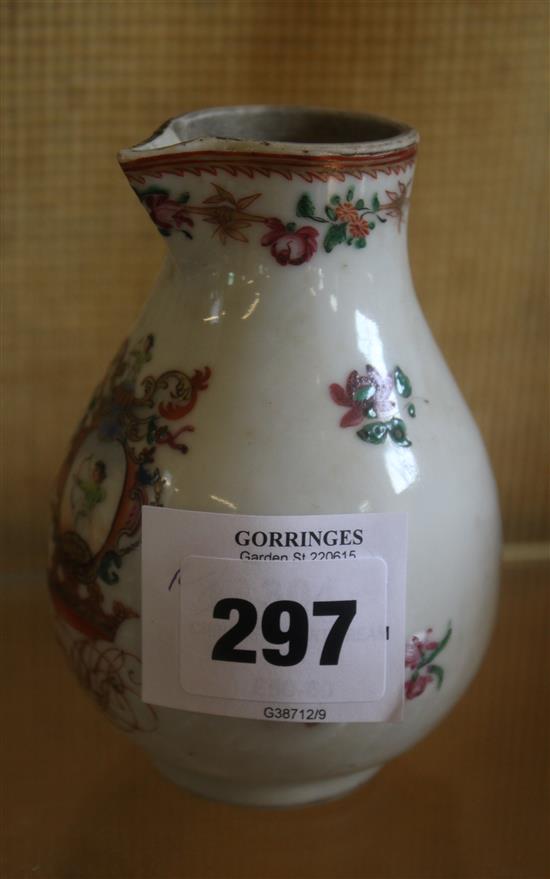 GORRINGES
Garden St 220615
297
G38712/9